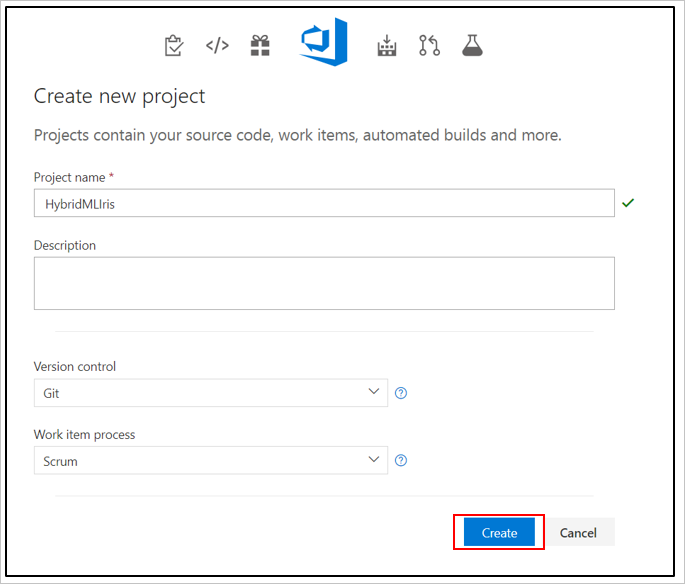 Create new project
Projects contain your source code, work items, automated builds and more.
Project name *
HybridMLIris
Description
Version control
Git
Work item process
Scrum
Create
Cancel